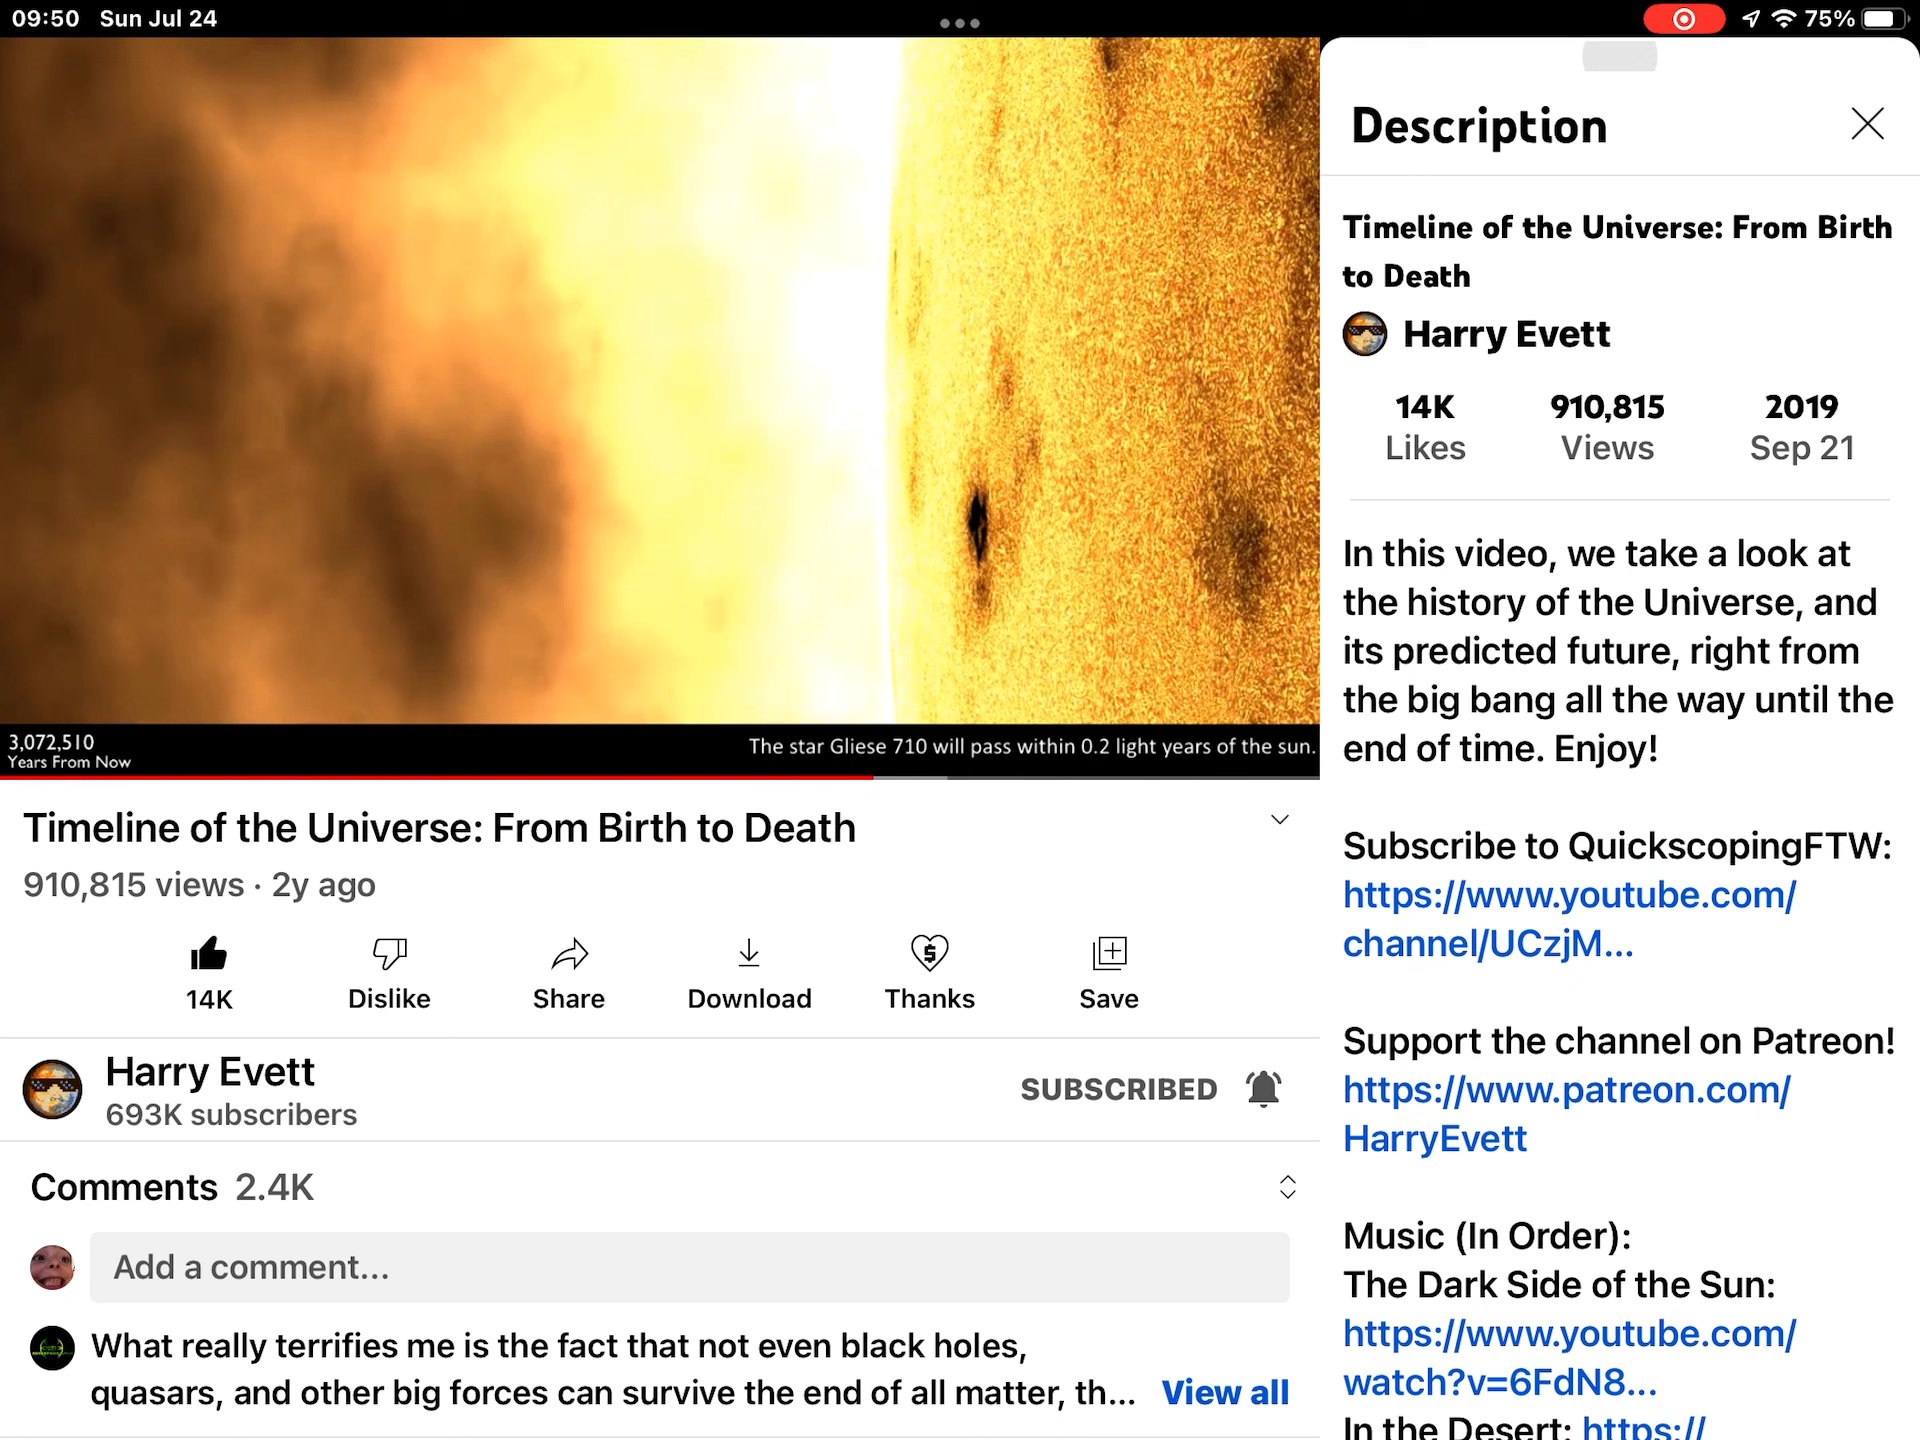 09:50 Sun Jul 24
75%
3,072,510
Years From Now
The star Gliese 710 will pass within 0.2 light years of the sun.
Timeline of the Universe: From Birth to Death
910,815 views · 2y ago
14K
Dislike
Share
Download
Thanks
Save
Harry Evett
693K subscribers
SUBSCRIBED
Comments 2.4K
Add a comment...
What really terrifies me is the fact that not even black holes,
quasars, and other big forces can survive the end of all matter, th... View all
Description
Timeline of the Universe: From Birth
to Death
Harry Evett
14K 910,815 2019
Likes Views Sep 21
In this video, we take a look at
the history of the Universe, and
its predicted future, right from
the big bang all the way until the
end of time. Enjoy!
Subscribe to QuickscopingFTW:
https://www.youtube.com/
channel/UCzjM...
Support the channel on Patreon!
https://www.patreon.com/
HarryEvett
Music (In Order):
The Dark Side of the Sun:
https://www.youtube.com/
watch?v=6FdN8...
In the Desert: https://